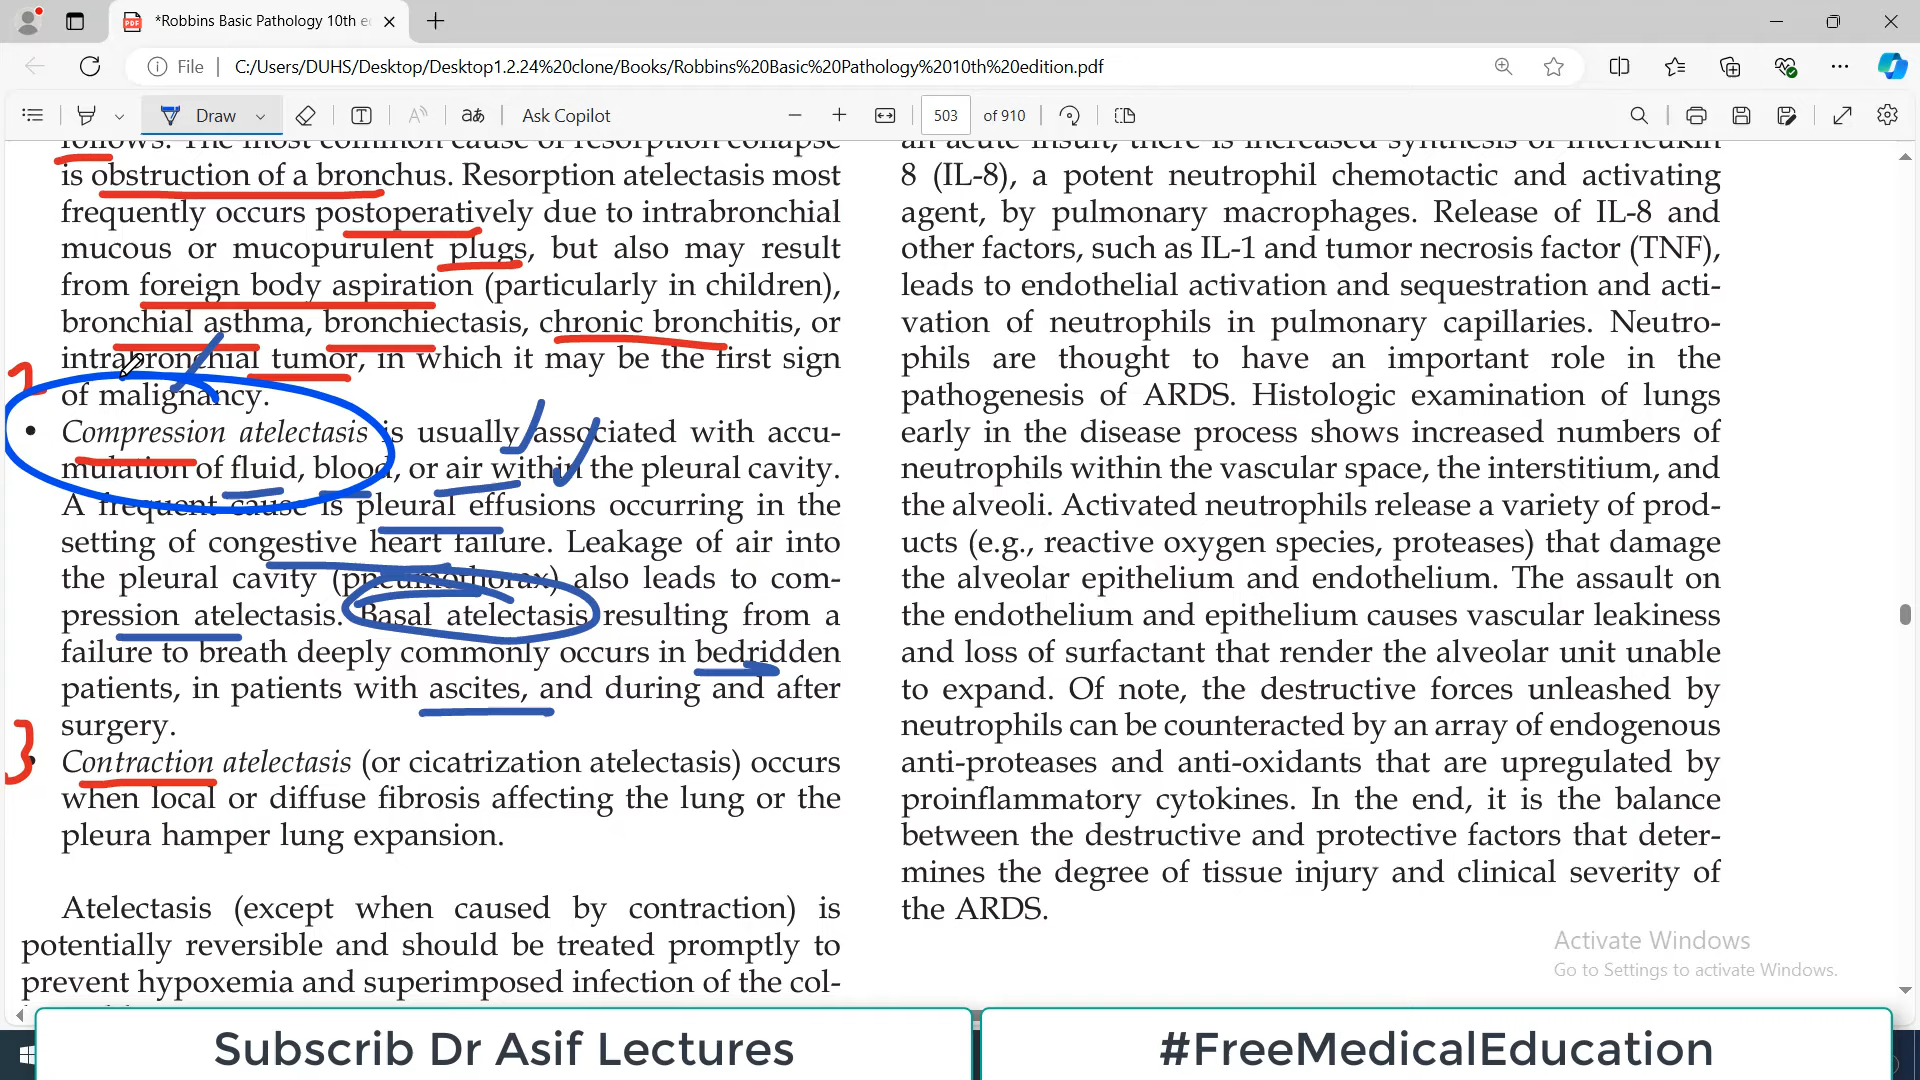 *Robbins Basic Pathology 10th e
File
C:/Users/DUHS/Desktop/Desktop1.2.24%20clone/Books/Robbins%20Basic%20Pathology%2010th%20edition.pdf
Draw
Ask Copilot
503 of 910
follows. The most common cause of resorption collapse
is obstruction of a bronchus. Resorption atelectasis most
frequently occurs postoperatively due to intrabronchial
mucous or mucopurulent plugs, but also may result
from foreign body aspiration (particularly in children),
bronchial asthma, bronchiectasis, chronic bronchitis, or
intrabronchial tumor, in which it may be the first sign
of malignancy.
• Compression atelectasis is usually associated with accu-
mulation of fluid, blood, or air within the pleural cavity.
A frequent cause is pleural effusions occurring in the
setting of congestive heart failure. Leakage of air into
the pleural cavity (pneumothorax) also leads to com-
pression atelectasis. Basal atelectasis resulting from a
failure to breath deeply commonly occurs in bedridden
patients, in patients with ascites, and during and after
surgery.
3
• Contraction atelectasis (or cicatrization atelectasis) occurs
when local or diffuse fibrosis affecting the lung or the
pleura hamper lung expansion.
Atelectasis (except when caused by contraction) is
potentially reversible and should be treated promptly to
prevent hypoxemia and superimposed infection of the col-
an acute insult, there is increased synthesis of interleukin
8 (IL-8), a potent neutrophil chemotactic and activating
agent, by pulmonary macrophages. Release of IL-8 and
other factors, such as IL-1 and tumor necrosis factor (TNF),
leads to endothelial activation and sequestration and acti-
vation of neutrophils in pulmonary capillaries. Neutro-
phils are thought to have an important role in the
pathogenesis of ARDS. Histologic examination of lungs
early in the disease process shows increased numbers of
neutrophils within the vascular space, the interstitium, and
the alveoli. Activated neutrophils release a variety of prod-
ucts (e.g., reactive oxygen species, proteases) that damage
the alveolar epithelium and endothelium. The assault on
the endothelium and epithelium causes vascular leakiness
and loss of surfactant that render the alveolar unit unable
to expand. Of note, the destructive forces unleashed by
neutrophils can be counteracted by an array of endogenous
anti-proteases and anti-oxidants that are upregulated by
proinflammatory cytokines. In the end, it is the balance
between the destructive and protective factors that deter-
mines the degree of tissue injury and clinical severity of
the ARDS.
Activate Windows
Go to Settings to activate Windows.
Subscrib Dr Asif Lectures
#FreeMedicalEducation